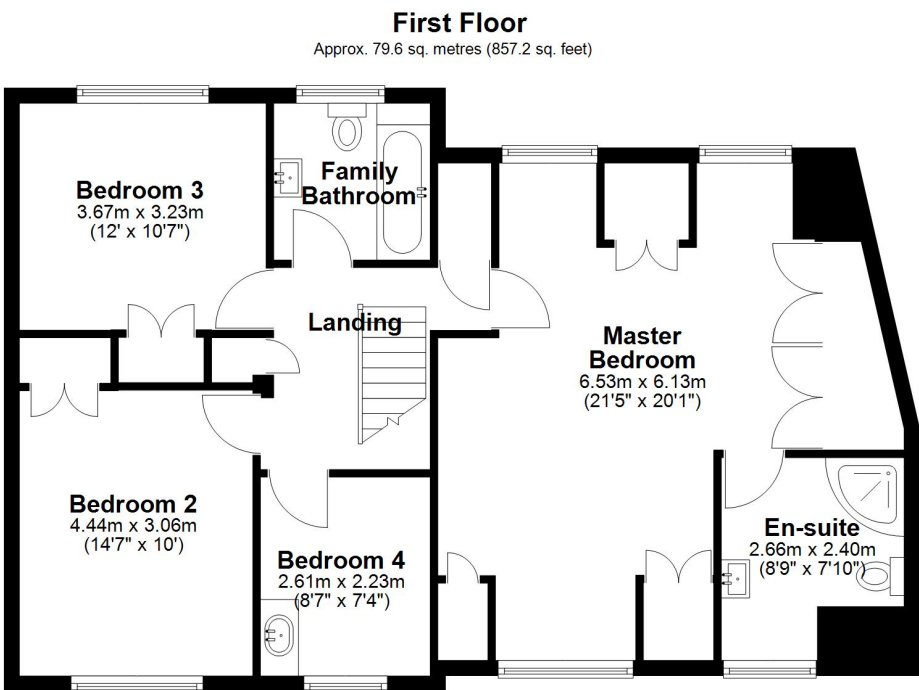 First Floor
Approx. 79.6 sq. metres (857.2 sq. feet)
Family
Bathroom
Bedroom 3
3.67m x 3.23m
(12' x 10'7")
Landing
Master
Bedroom
6.53m x 6.13m
(21'5" x 20'1")
Bedroom 2
4.44m x 3.06m
(14'7" x 10')
Bedroom 4
2.61m x 2.23m
(8'7" x 7'4")
En-suite
2.66m x 2.40m
(8'9" x 7'10")